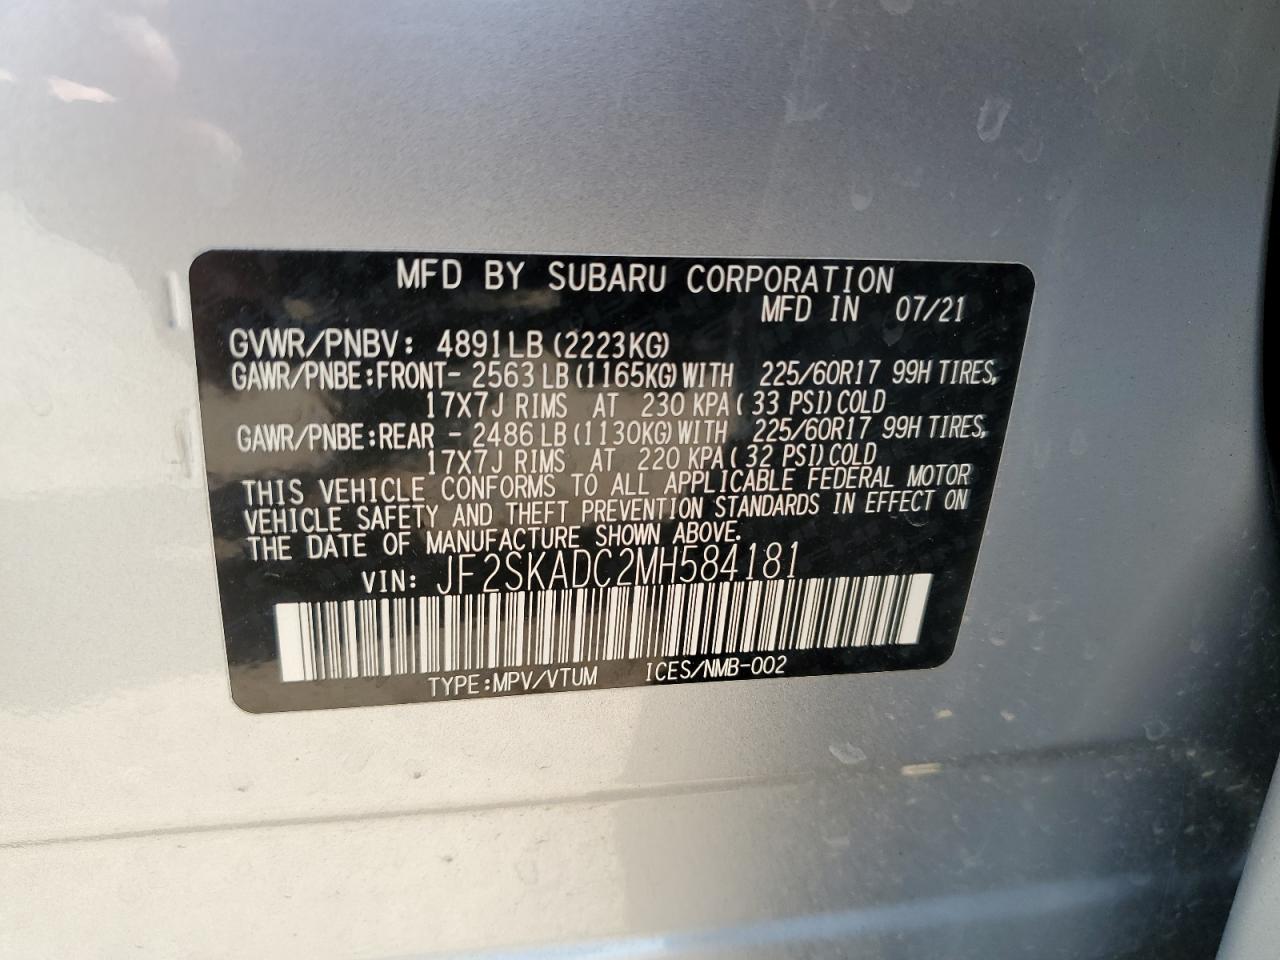 MFD BY SUBARU CORPORATION
MFD IN 07/21
GVWR/PNBV: 4891LB (2223KG)
GAWR/PNBE:FRONT- 2563 LB (1165KG) WITH 225/60R17 99H TIRES,
17X7J RIMS AT 230 KPA ( 33 PSI) COLD
GAWR/PNBE:REAR - 2486 LB (1130KG) WITH 225/60R17 99H TIRES,
17X7J RIMS AT 220 KPA ( 32 PSI) COLD
THIS VEHICLE CONFORMS TO ALL APPLICABLE FEDERAL MOTOR
VEHICLE SAFETY AND THEFT PREVENTION STANDARDS IN EFFECT ON
THE DATE OF MANUFACTURE SHOWN ABOVE.
VIN: JF2SKADC2MH584181
TYPE:MPV/VTUM ICES/NMB-002